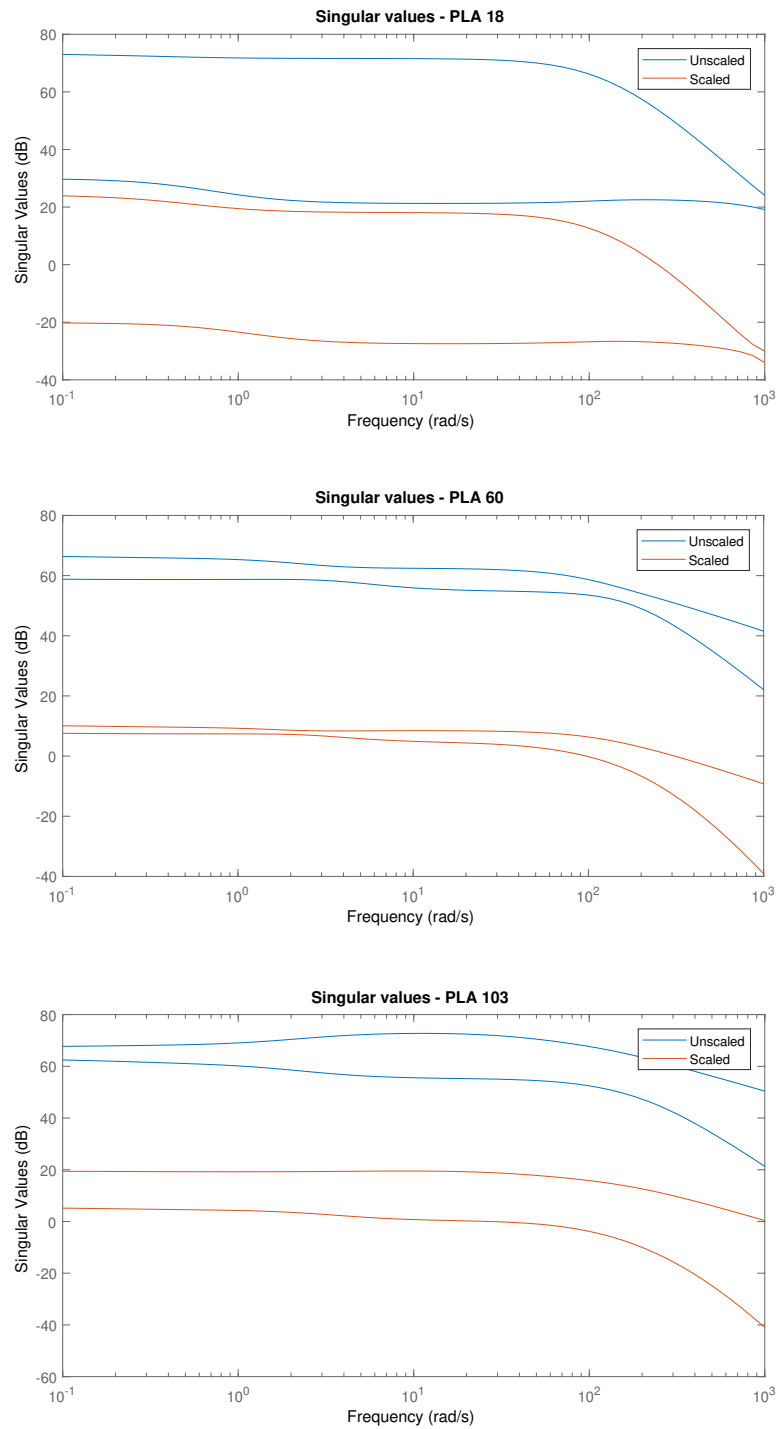 Singular values - PLA 18
80
60
40
20
0
-20
-40
Singular Values (dB)
Unscaled
Scaled
10^-1 10^0 10^1 10^2 10^3
Frequency (rad/s)
Singular values - PLA 60
80
60
40
20
0
-20
-40
Singular Values (dB)
Unscaled
Scaled
10^-1 10^0 10^1 10^2 10^3
Frequency (rad/s)
Singular values - PLA 103
80
60
40
20
0
-20
-40
-60
Singular Values (dB)
Unscaled
Scaled
10^-1 10^0 10^1 10^2 10^3
Frequency (rad/s)